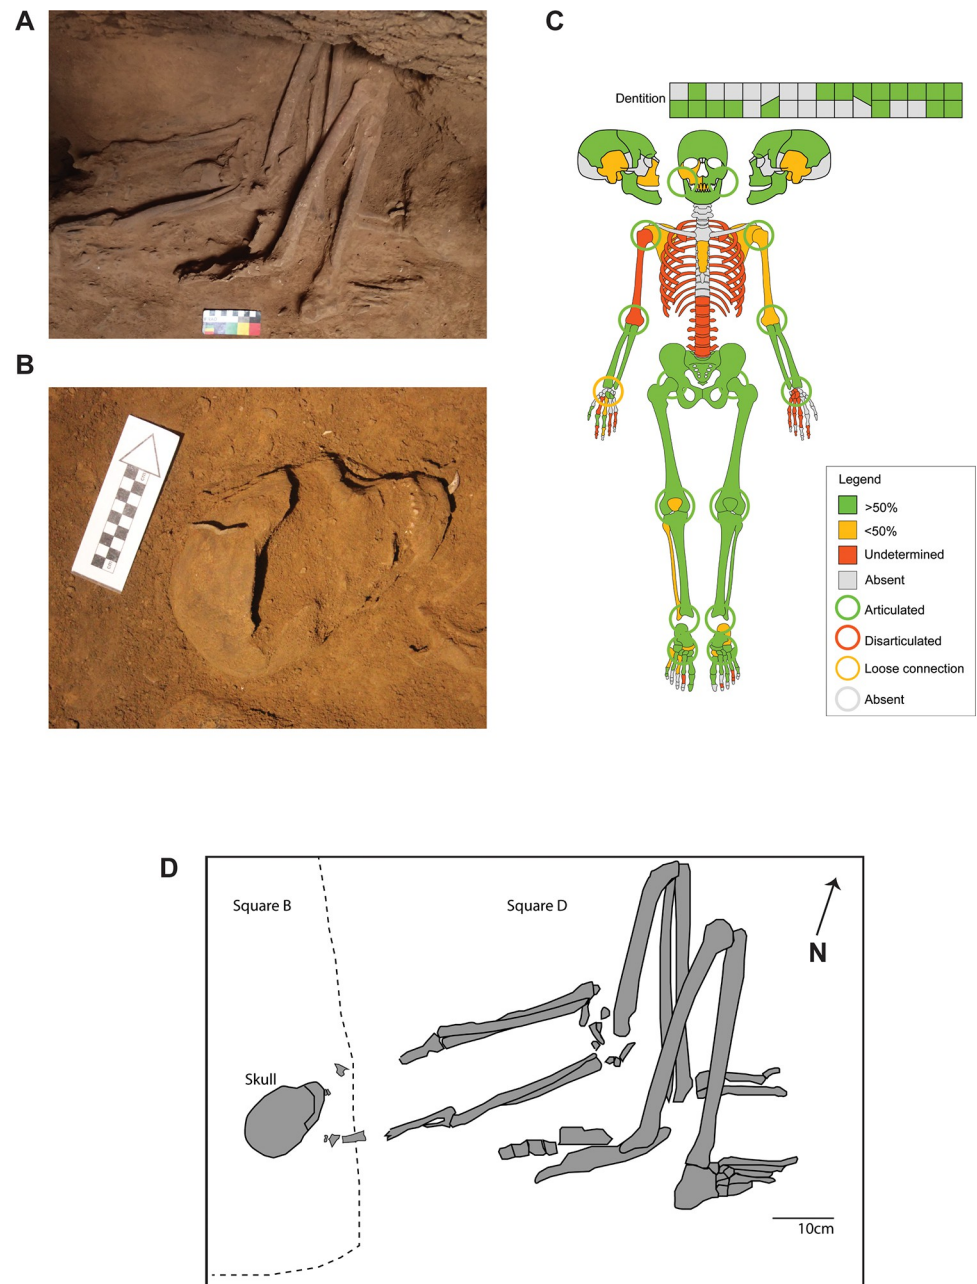 A
B
C
Dentition
Legend
>50%
<50%
Undetermined
Absent
Articulated
Disarticulated
Loose connection
Absent
D
Square B
Square D
N
Skull
10cm